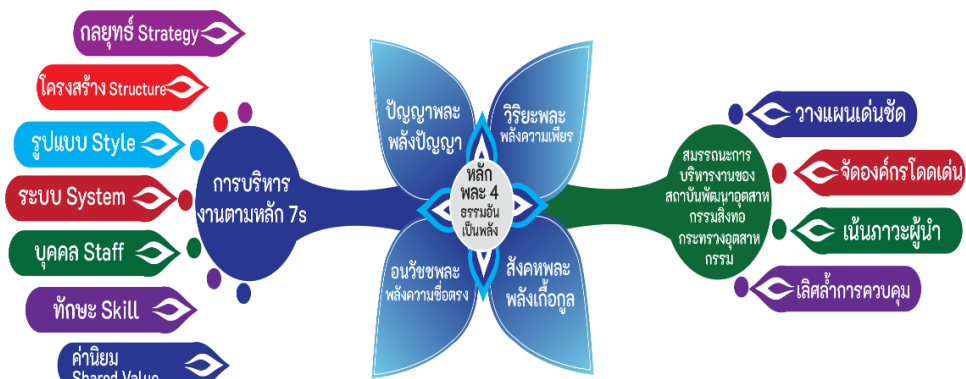 กลยุทธ์ Strategy
โครงสร้าง Structure
รูปแบบ Style
ระบบ System
บุคคล Staff
ทักษะ Skill
ค่านิยม
Shared Value
การบริหาร
งานตามหลัก 7s
ปัญญาพละ
พลังปัญญา
วิริยะพละ
พลังความเพียร
หลัก
พละ 4
ธรรมอัน
เป็นพลัง
อนวัชชพละ
พลังความซื่อตรง
สังคหพละ
พลังเกื้อกูล
สมรรถนะการ
บริหารงานของ
สถาบันพัฒนาอุตสาห
กรรมสิ่งทอ
กระทรวงอุตสาห
กรรม
วางแผนเด่นชัด
จัดองค์กรโดดเด่น
เน้นภาวะผู้นำ
เลิศล้ำการควบคุม